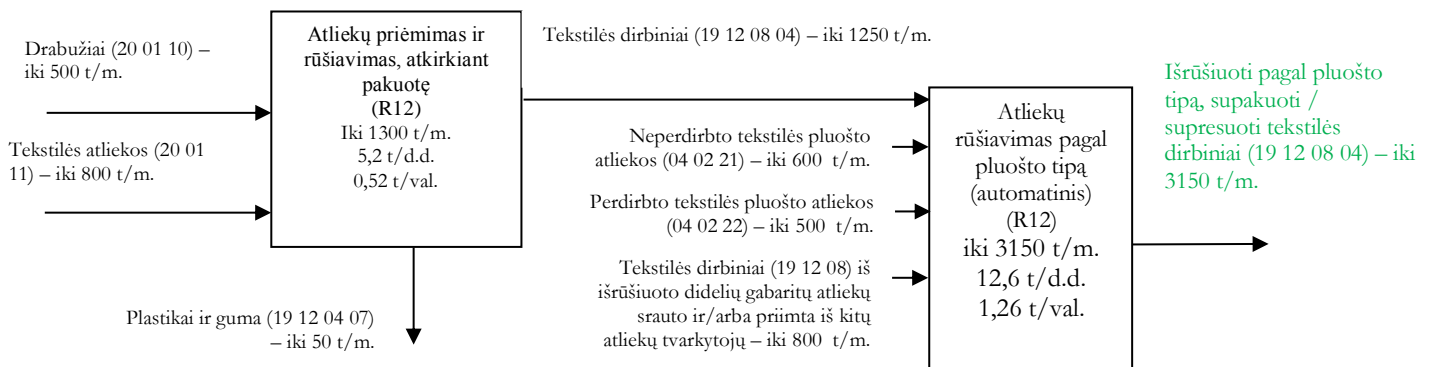 Drabužiai (20 01 10) –
iki 500 t/m.
Tekstilės atliekos (20 01
11) – iki 800 t/m.
Atliekų priėmimas ir
rūšiavimas, atkirkiant
pakuotę
(R12)
Iki 1300 t/m.
5,2 t/d.d.
0,52 t/val.
Plastikai ir guma (19 12 04 07)
– iki 50 t/m.
Tekstilės dirbiniai (19 12 08 04) – iki 1250 t/m.
Neperdirbto tekstilės pluošto
atliekos (04 02 21) – iki 600 t/m.
Perdirbto tekstilės pluošto atliekos
(04 02 22) – iki 500 t/m.
Tekstilės dirbiniai (19 12 08) iš
išrūšiuoto didelių gabaritų atliekų
srauto ir/arba priimta iš kitų
atliekų tvarkytojų – iki 800 t/m.
Atliekų
rūšiavimas pagal
pluošto tipą
(automatinis)
(R12)
iki 3150 t/m.
12,6 t/d.d.
1,26 t/val.
Išrūšiuoti pagal pluošto
tipą, supakuoti /
supresuoti tekstilės
dirbiniai (19 12 08 04) – iki
3150 t/m.